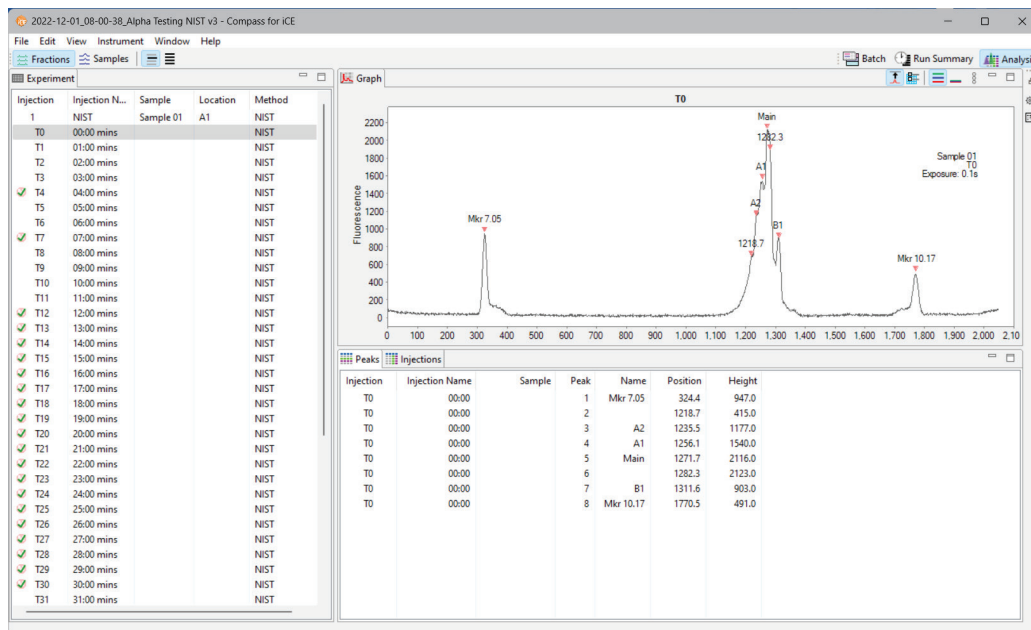 2022-12-01_08-00-38_Alpha Testing NIST v3 - Compass for iCE
File Edit View Instrument Window Help
Fractions Samples Batch Run Summary Analysi
Experiment
Injection Injection N... Sample Location Method
1 NIST Sample 01 A1 NIST
T0 00:00 mins NIST
T1 01:00 mins NIST
T2 02:00 mins NIST
T3 03:00 mins NIST
T4 04:00 mins NIST
T5 05:00 mins NIST
T6 06:00 mins NIST
T7 07:00 mins NIST
T8 08:00 mins NIST
T9 09:00 mins NIST
T10 10:00 mins NIST
T11 11:00 mins NIST
T12 12:00 mins NIST
T13 13:00 mins NIST
T14 14:00 mins NIST
T15 15:00 mins NIST
T16 16:00 mins NIST
T17 17:00 mins NIST
T18 18:00 mins NIST
T19 19:00 mins NIST
T20 20:00 mins NIST
T21 21:00 mins NIST
T22 22:00 mins NIST
T23 23:00 mins NIST
T24 24:00 mins NIST
T25 25:00 mins NIST
T26 26:00 mins NIST
T27 27:00 mins NIST
T28 28:00 mins NIST
T29 29:00 mins NIST
T30 30:00 mins NIST
T31 31:00 mins NIST
Graph
T0
Fluorescence
2200
2000
1800
1600
1400
1200
1000
800
600
400
200
0
Mkr 7.05
1218.7
A2
A1
Main
1282.3
B1
Mkr 10.17
Sample 01
T0
Exposure: 0.1s
0 100 200 300 400 500 600 700 800 900 1,000 1,100 1,200 1,300 1,400 1,500 1,600 1,700 1,800 1,900 2,000 2,10
Peaks Injections
Injection Injection Name Sample Peak Name Position Height
T0 00:00 1 Mkr 7.05 324.4 947.0
T0 00:00 2 1218.7 415.0
T0 00:00 3 A2 1235.5 1177.0
T0 00:00 4 A1 1256.1 1540.0
T0 00:00 5 Main 1271.7 2116.0
T0 00:00 6 1282.3 2123.0
T0 00:00 7 B1 1311.6 903.0
T0 00:00 8 Mkr 10.17 1770.5 491.0